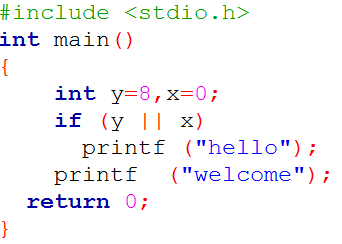 #include <stdio.h>
int main()
{
    int y=8,x=0;
    if (y || x)
      printf ("hello");
    printf  ("welcome");
  return 0;
}